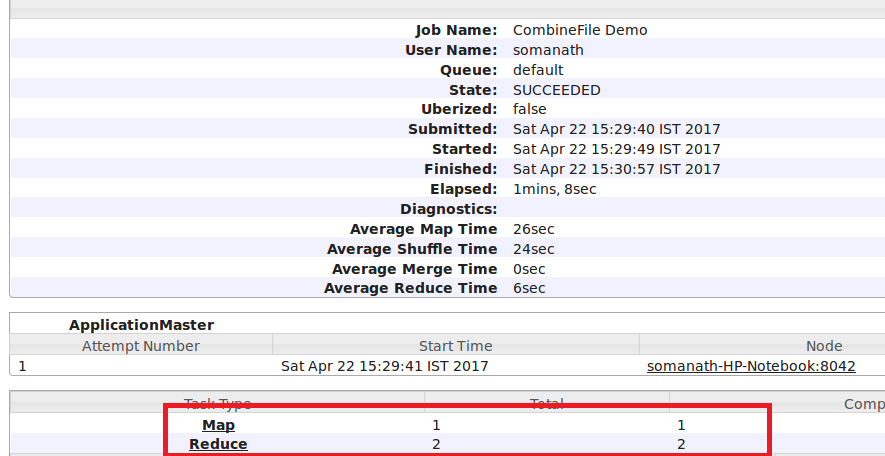 Job Name: CombineFile Demo
User Name: somanath
Queue: default
State: SUCCEEDED
Uberized: false
Submitted: Sat Apr 22 15:29:40 IST 2017
Started: Sat Apr 22 15:29:49 IST 2017
Finished: Sat Apr 22 15:30:57 IST 2017
Elapsed: 1mins, 8sec
Diagnostics:
Average Map Time 26sec
Average Shuffle Time 24sec
Average Merge Time 0sec
Average Reduce Time 6sec
ApplicationMaster
Attempt Number Start Time Node
1 Sat Apr 22 15:29:41 IST 2017 somanath-HP-Notebook:8042
Task Type Total Comp
Map 1 1
Reduce 2 2